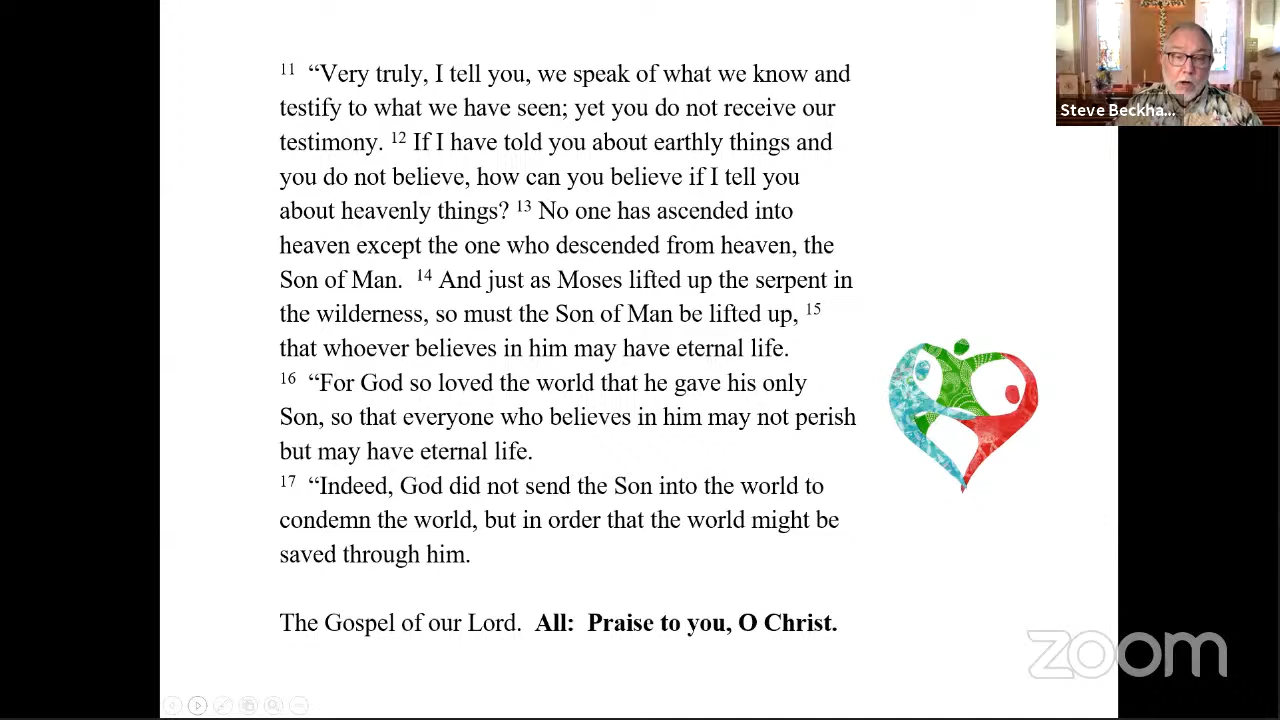 Steve Beckha...
11 “Very truly, I tell you, we speak of what we know and
testify to what we have seen; yet you do not receive our
testimony. 12 If I have told you about earthly things and
you do not believe, how can you believe if I tell you
about heavenly things? 13 No one has ascended into
heaven except the one who descended from heaven, the
Son of Man. 14 And just as Moses lifted up the serpent in
the wilderness, so must the Son of Man be lifted up, 15
that whoever believes in him may have eternal life.
16 “For God so loved the world that he gave his only
Son, so that everyone who believes in him may not perish
but may have eternal life.
17 “Indeed, God did not send the Son into the world to
condemn the world, but in order that the world might be
saved through him.
The Gospel of our Lord. All: Praise to you, O Christ.
zoom